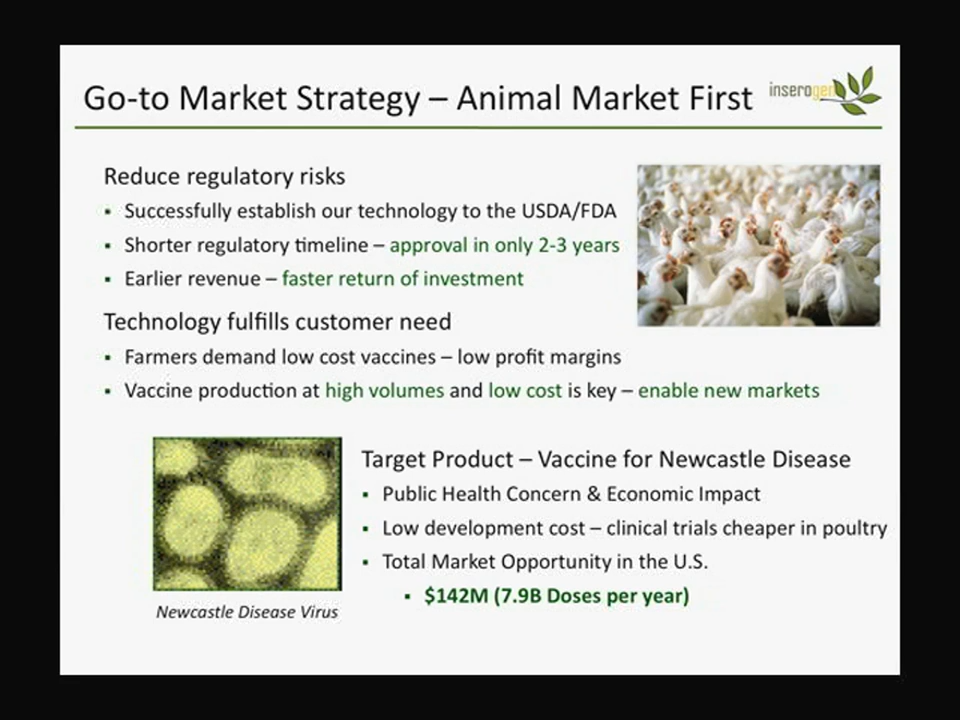 Go-to Market Strategy – Animal Market First
inserogen
Reduce regulatory risks
▪ Successfully establish our technology to the USDA/FDA
▪ Shorter regulatory timeline – approval in only 2-3 years
▪ Earlier revenue – faster return of investment
Technology fulfills customer need
▪ Farmers demand low cost vaccines – low profit margins
▪ Vaccine production at high volumes and low cost is key – enable new markets
Target Product – Vaccine for Newcastle Disease
▪ Public Health Concern & Economic Impact
▪ Low development cost – clinical trials cheaper in poultry
▪ Total Market Opportunity in the U.S.
▪ $142M (7.9B Doses per year)
Newcastle Disease Virus